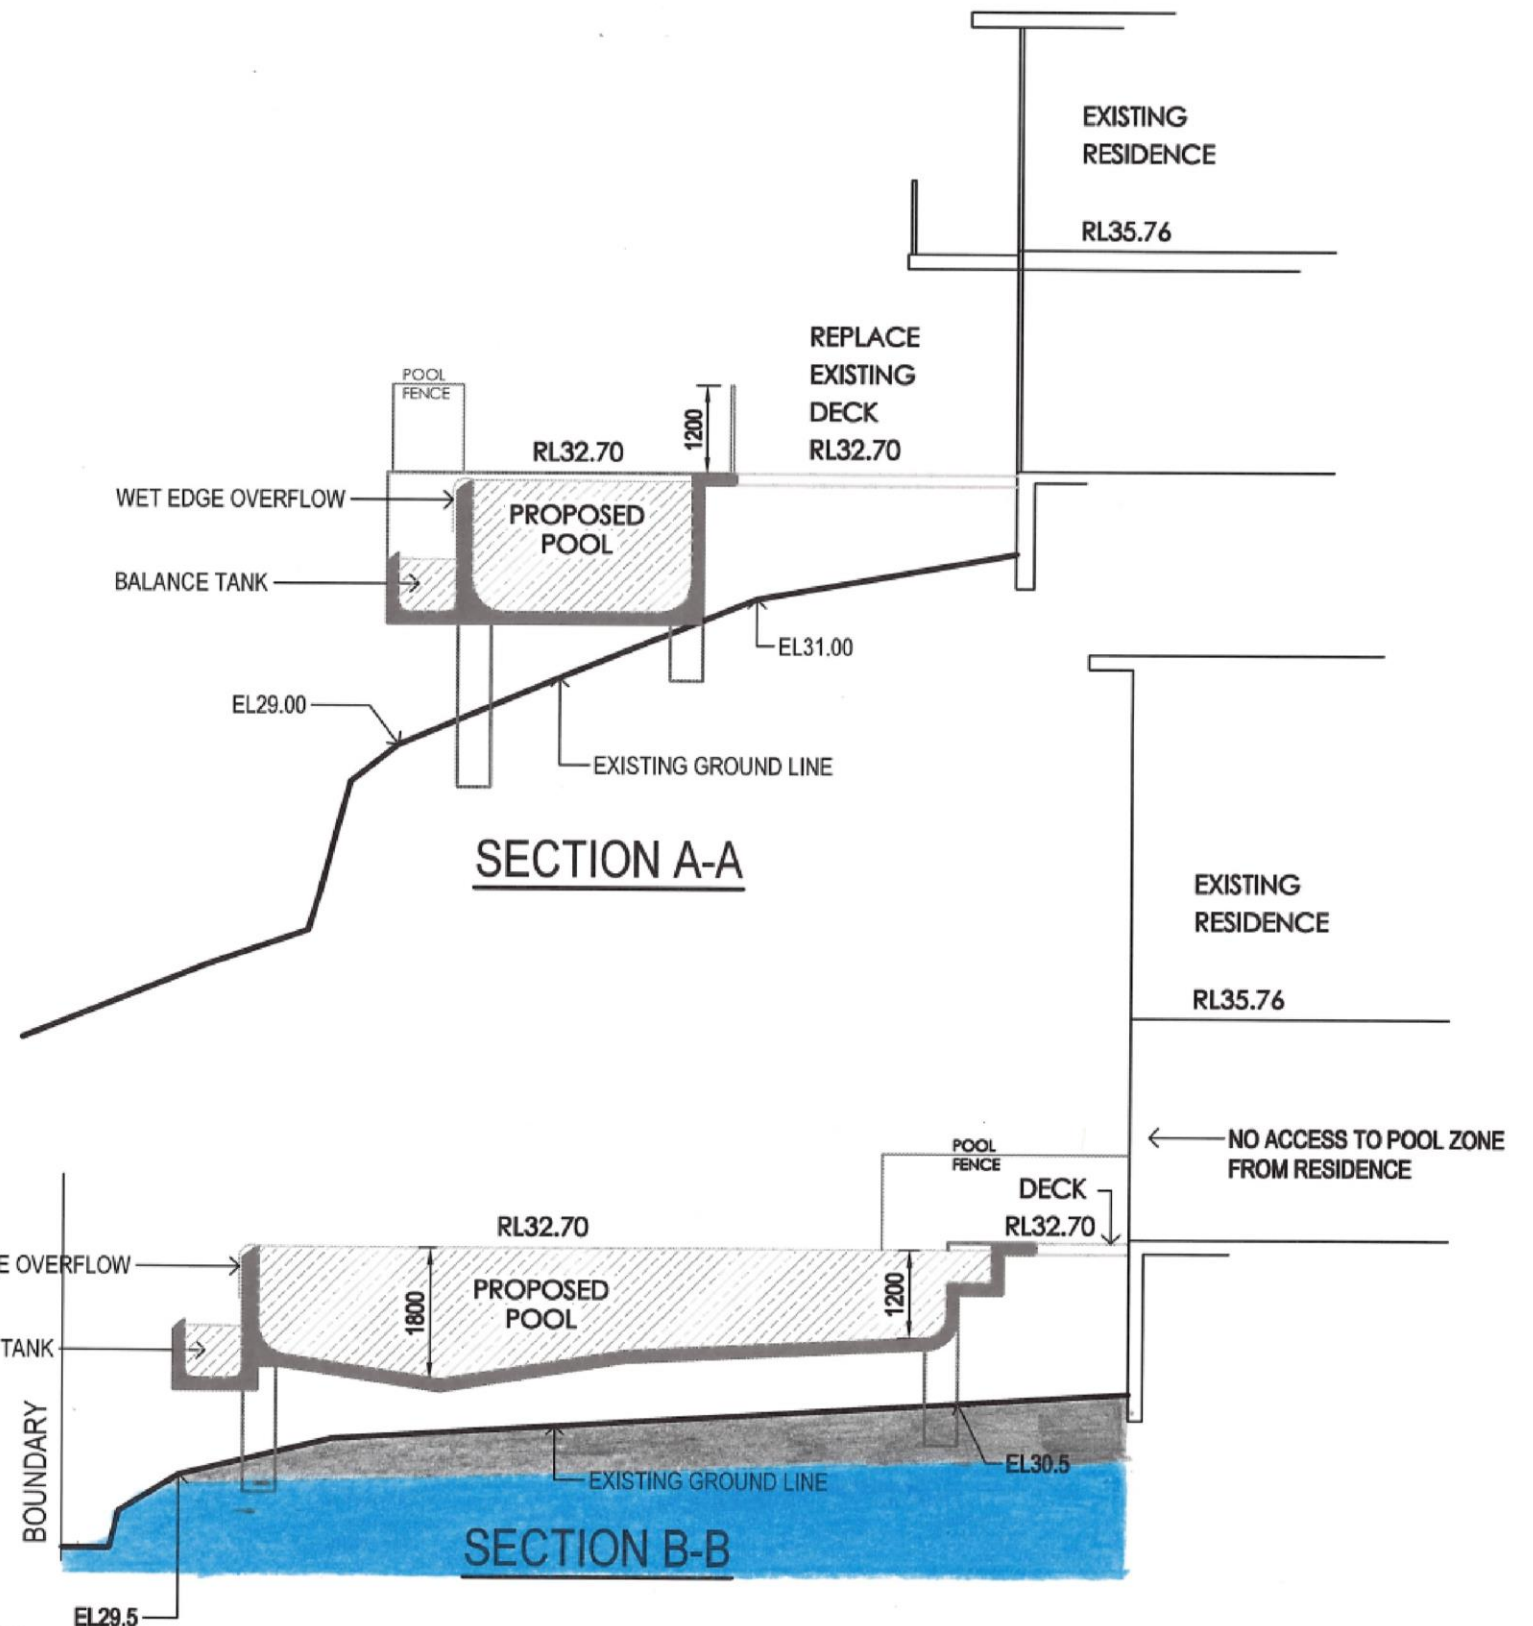 EXISTING
RESIDENCE
RL35.76
REPLACE
EXISTING
DECK
RL32.70
POOL
FENCE
1200
RL32.70
WET EDGE OVERFLOW
PROPOSED
POOL
BALANCE TANK
EL31.00
EL29.00
EXISTING GROUND LINE
SECTION A-A
EXISTING
RESIDENCE
RL35.76
NO ACCESS TO POOL ZONE
FROM RESIDENCE
POOL
FENCE
DECK
RL32.70
RL32.70
E OVERFLOW
PROPOSED
POOL
1800
1200
TANK
BOUNDARY
EL30.5
EXISTING GROUND LINE
SECTION B-B
EL29.5